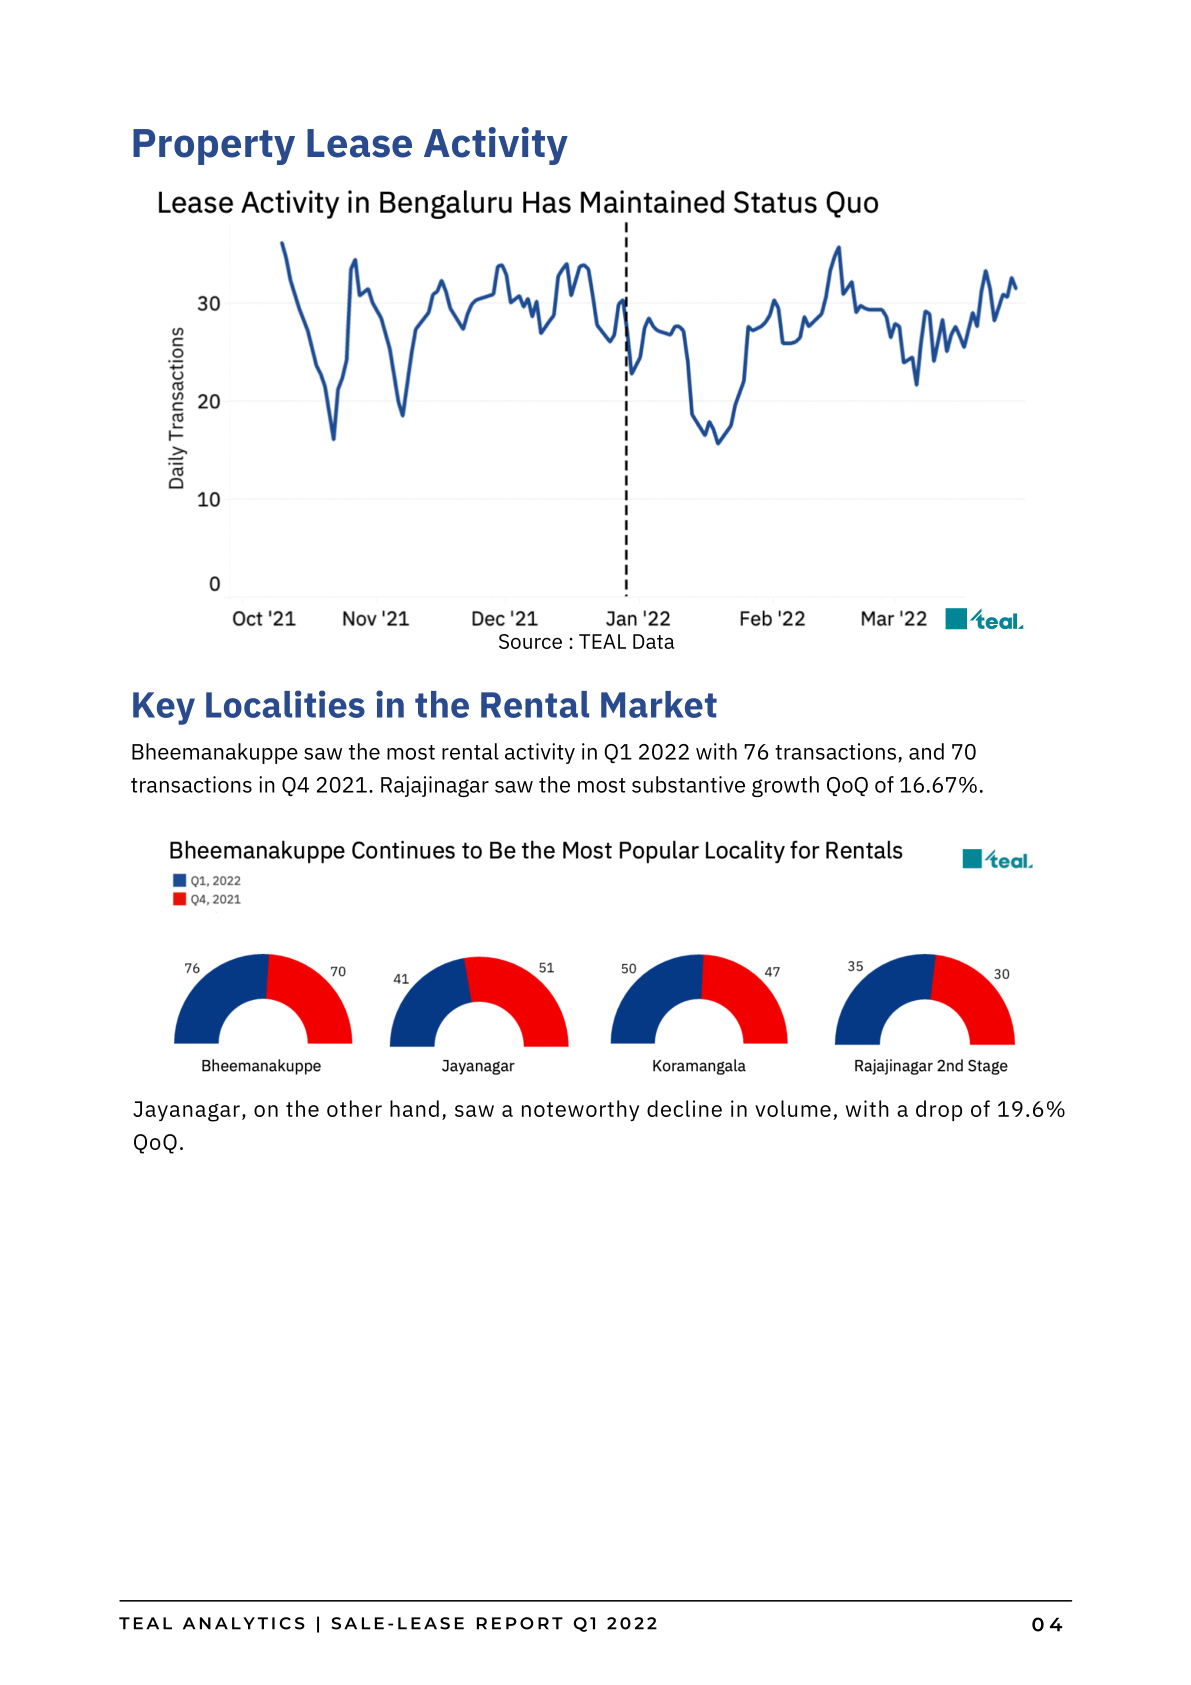 Property Lease Activity
Lease Activity in Bengaluru Has Maintained Status Quo
Daily Transactions
30
20
10
0
Oct '21 Nov '21 Dec '21 Jan '22 Feb '22 Mar '22 teal.
Source : TEAL Data
Key Localities in the Rental Market
Bheemanakuppe saw the most rental activity in Q1 2022 with 76 transactions, and 70
transactions in Q4 2021. Rajajinagar saw the most substantive growth QoQ of 16.67%.
Bheemanakuppe Continues to Be the Most Popular Locality for Rentals teal.
Q1, 2022
Q4, 2021
76 70 41 51 50 47 35 30
Bheemanakuppe Jayanagar Koramangala Rajajinagar 2nd Stage
Jayanagar, on the other hand, saw a noteworthy decline in volume, with a drop of 19.6%
QoQ.
TEAL ANALYTICS | SALE-LEASE REPORT Q1 2022 04